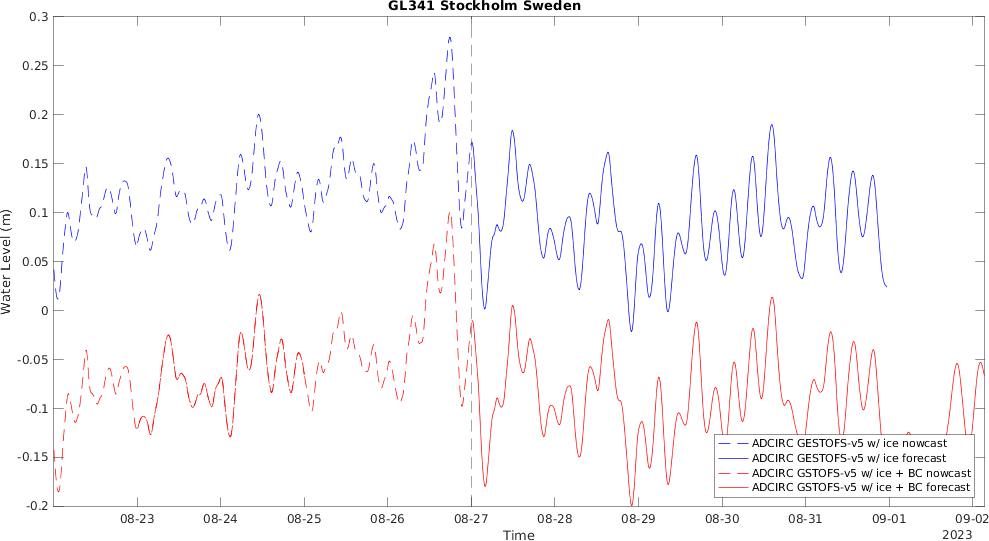 GL341 Stockholm Sweden
0.3
0.25
0.2
0.15
0.1
0.05
0
-0.05
-0.1
-0.15
-0.2
Water Level (m)
ADCIRC GESTOFS-v5 w/ ice nowcast
ADCIRC GESTOFS-v5 w/ ice forecast
ADCIRC GSTOFS-v5 w/ ice + BC nowcast
ADCIRC GSTOFS-v5 w/ ice + BC forecast
08-23 08-24 08-25 08-26 08-27 08-28 08-29 08-30 08-31 09-01 09-02
Time
2023